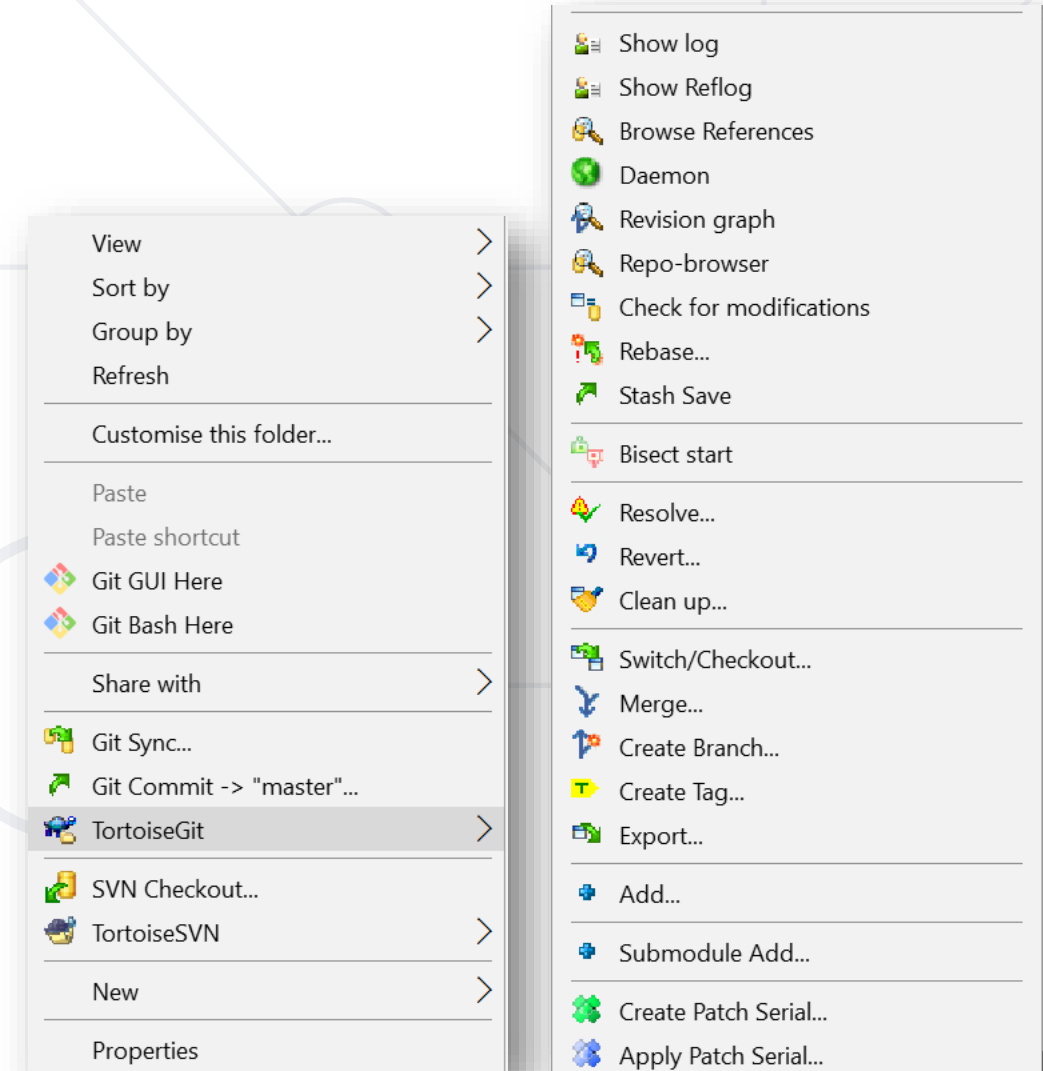 View
Sort by
Group by
Refresh
Customise this folder...
Paste
Paste shortcut
Git GUI Here
Git Bash Here
Share with
Git Sync...
Git Commit -> "master"...
TortoiseGit
SVN Checkout...
TortoiseSVN
New
Properties
Show log
Show Reflog
Browse References
Daemon
Revision graph
Repo-browser
Check for modifications
Rebase...
Stash Save
Bisect start
Resolve...
Revert...
Clean up...
Switch/Checkout...
Merge...
Create Branch...
Create Tag...
Export...
Add...
Submodule Add...
Create Patch Serial...
Apply Patch Serial...